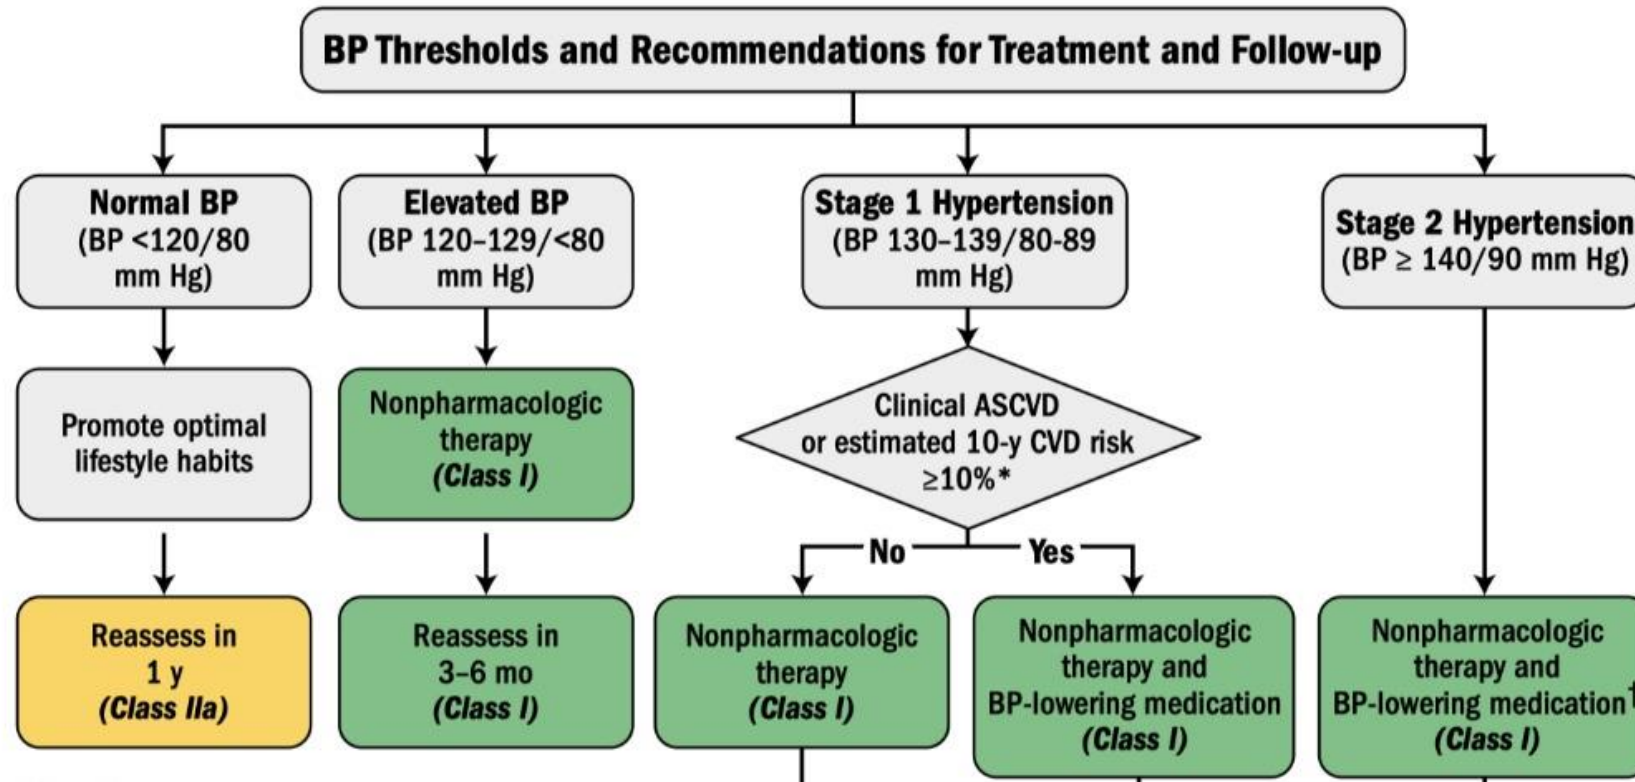 BP Thresholds and Recommendations for Treatment and Follow-up
Normal BP
(BP <120/80
mm Hg)
Elevated BP
(BP 120–129/<80
mm Hg)
Stage 1 Hypertension
(BP 130–139/80-89
mm Hg)
Stage 2 Hypertension
(BP ≥ 140/90 mm Hg)
Promote optimal
lifestyle habits
Nonpharmacologic
therapy
(Class I)
Clinical ASCVD
or estimated 10-y CVD risk
≥10%*
No
Yes
Reassess in
1 y
(Class IIa)
Reassess in
3–6 mo
(Class I)
Nonpharmacologic
therapy
(Class I)
Nonpharmacologic
therapy and
BP-lowering medication
(Class I)
Nonpharmacologic
therapy and
BP-lowering medication†
(Class I)